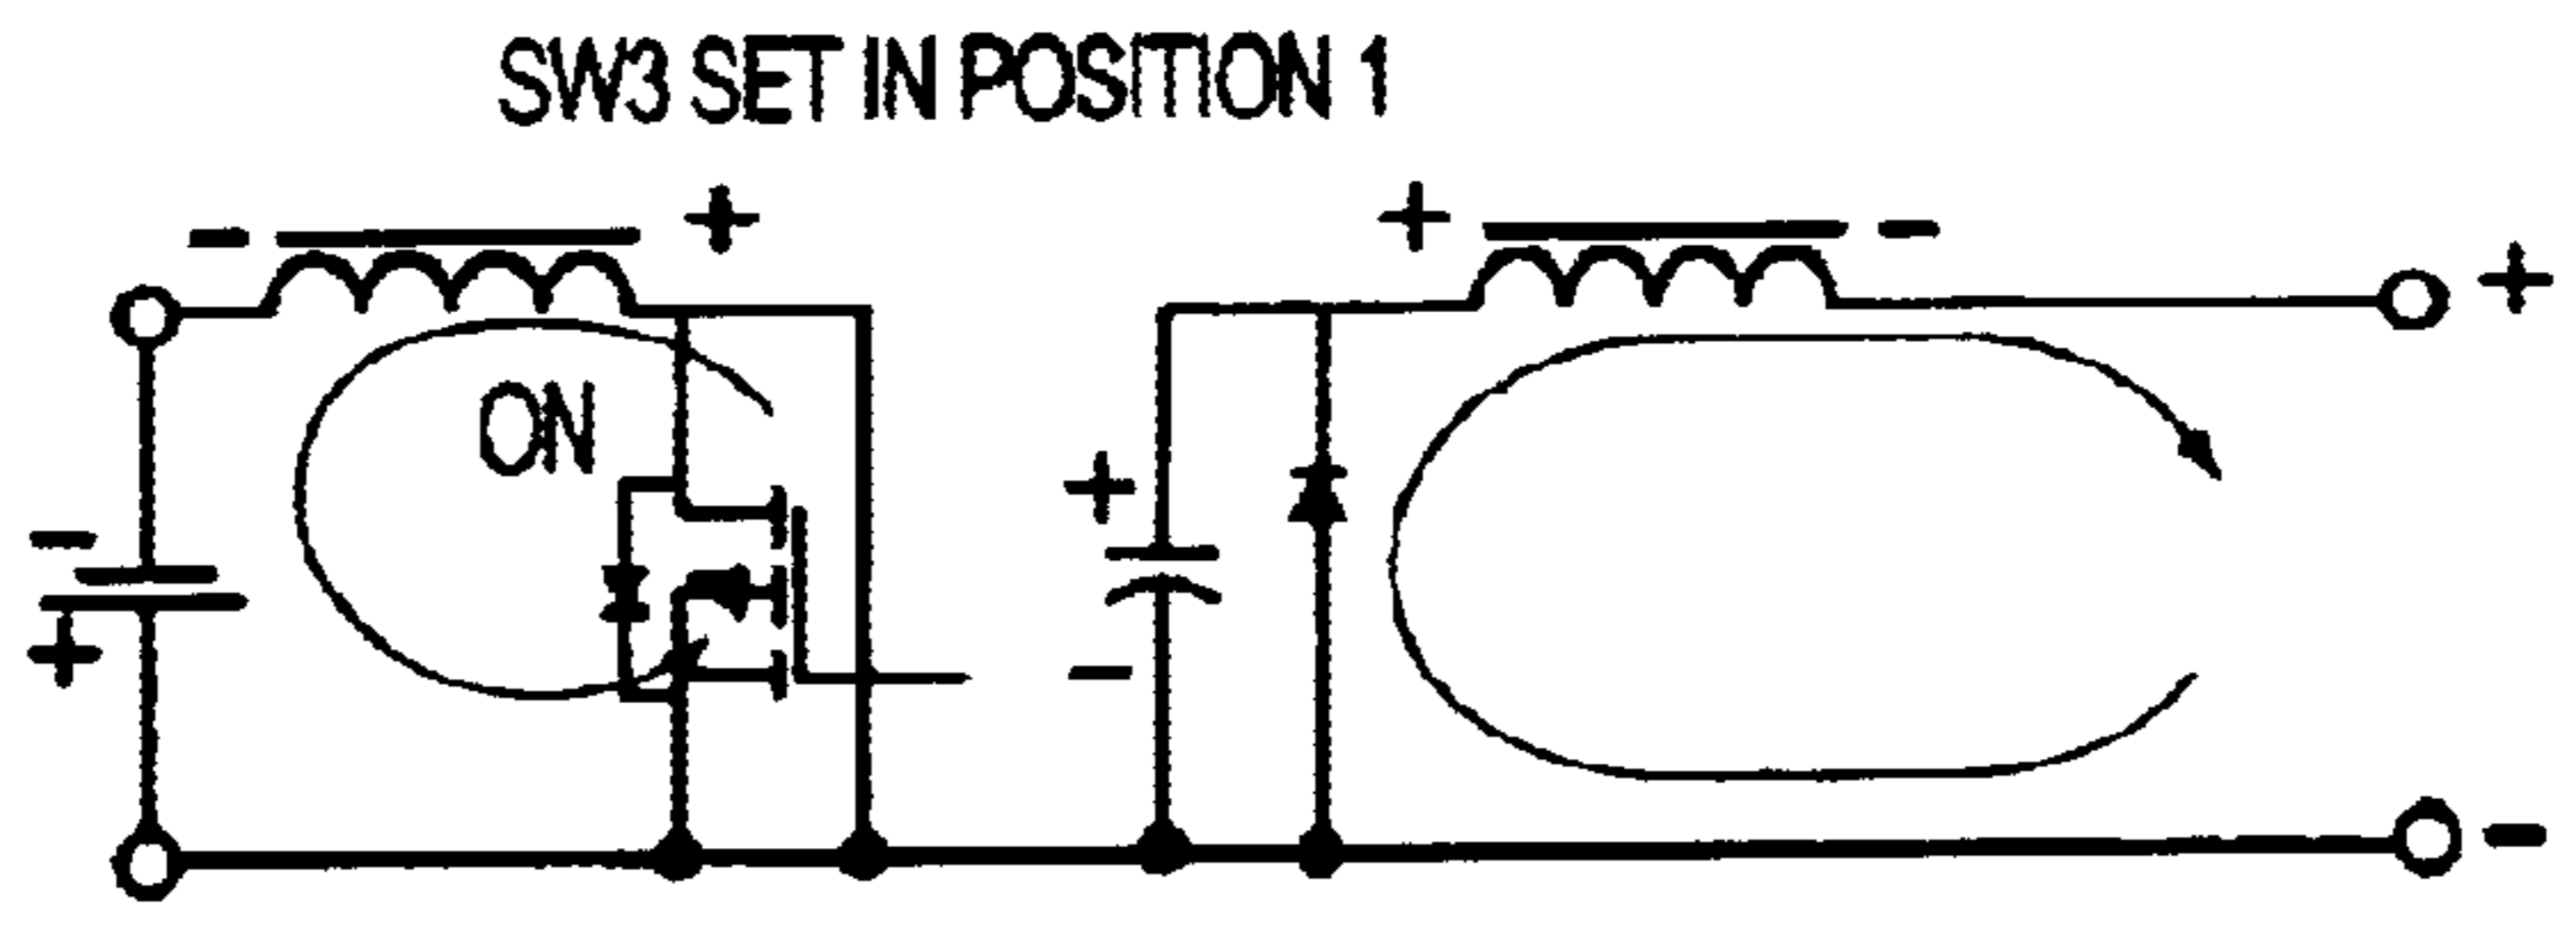 SW3 SET IN POSITION 1
- + + - +
ON
+
-
+
-
-